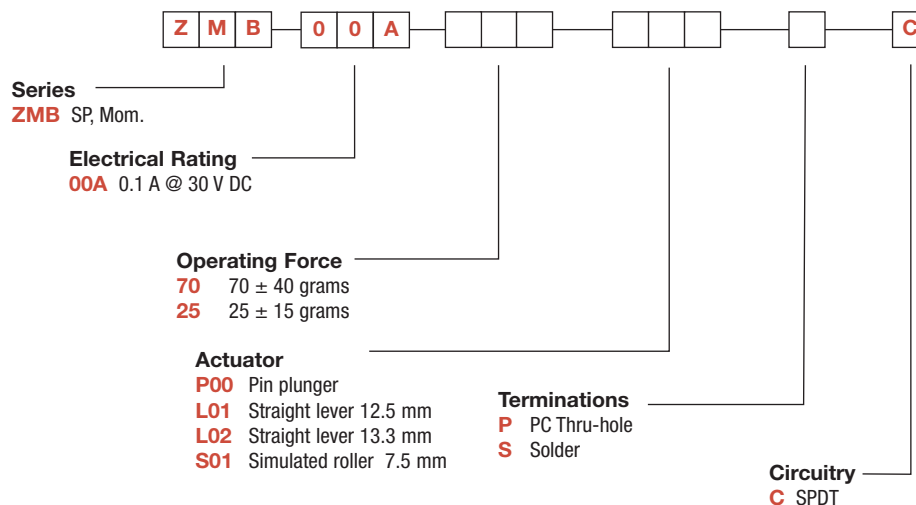 Z M B 0 0 A C
Series
ZMB SP, Mom.
Electrical Rating
00A 0.1 A @ 30 V DC
Operating Force
70 70 ± 40 grams
25 25 ± 15 grams
Actuator
P00 Pin plunger
L01 Straight lever 12.5 mm
L02 Straight lever 13.3 mm
S01 Simulated roller 7.5 mm
Terminations
P PC Thru-hole
S Solder
Circuitry
C SPDT